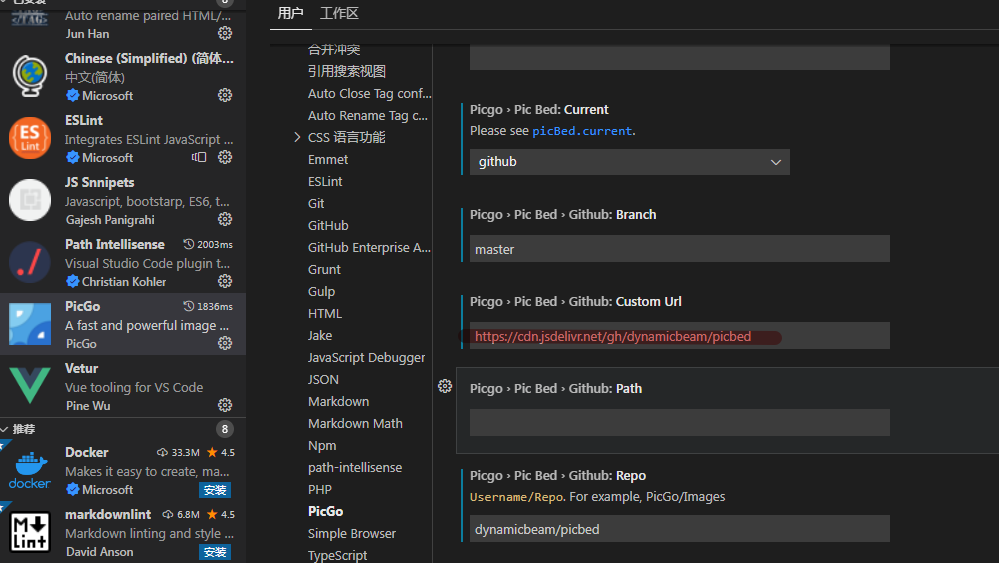 8
Auto rename paired HTML/...
Jun Han
Chinese (Simplified) (简体...
中文(简体)
Microsoft
ESLint
Integrates ESLint JavaScript ...
Microsoft
JS Snnipets
Javascript, bootstarp, ES6, t...
Gajesh Panigrahi
Path Intellisense 2003ms
Visual Studio Code plugin t...
Christian Kohler
PicGo 1836ms
A fast and powerful image ...
PicGo
Vetur
Vue tooling for VS Code
Pine Wu
推荐 8
Docker 33.3M 4.5
Makes it easy to create, ma...
Microsoft 安装
markdownlint 6.8M 4.5
Markdown linting and style ...
David Anson 安装
ES
Lint
docker
M
Lint
用户 工作区
合并冲突
引用搜索视图
Auto Close Tag conf...
Auto Rename Tag c...
CSS 语言功能
Emmet
ESLint
Git
GitHub
GitHub Enterprise A...
Grunt
Gulp
HTML
Jake
JavaScript Debugger
JSON
Markdown
Markdown Math
Npm
path-intellisense
PHP
PicGo
Simple Browser
TypeScript
Picgo › Pic Bed: Current
Please see picBed.current.
github
Picgo › Pic Bed › Github: Branch
master
Picgo › Pic Bed › Github: Custom Url
https://cdn.jsdelivr.net/gh/dynamicbeam/picbed
Picgo › Pic Bed › Github: Path
Picgo › Pic Bed › Github: Repo
Username/Repo. For example, PicGo/Images
dynamicbeam/picbed